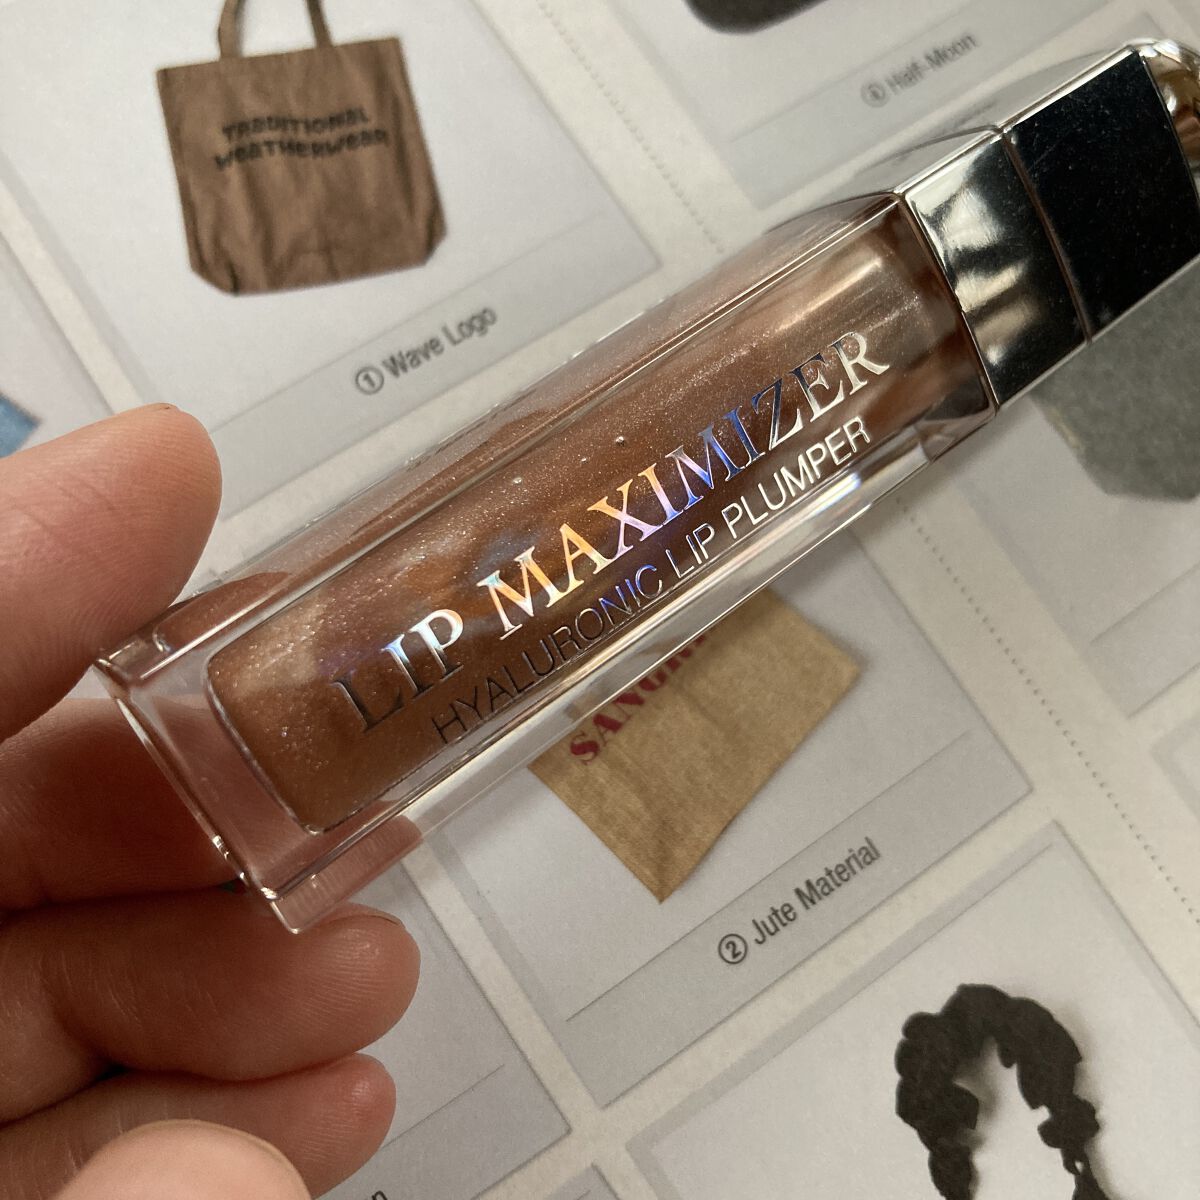 TRADITIONAL
WEATHERWEAR
① Wave Logo
④ Half-Moon
LIP MAXIMIZER
HYALURONIC LIP PLUMPER
② Jute Material